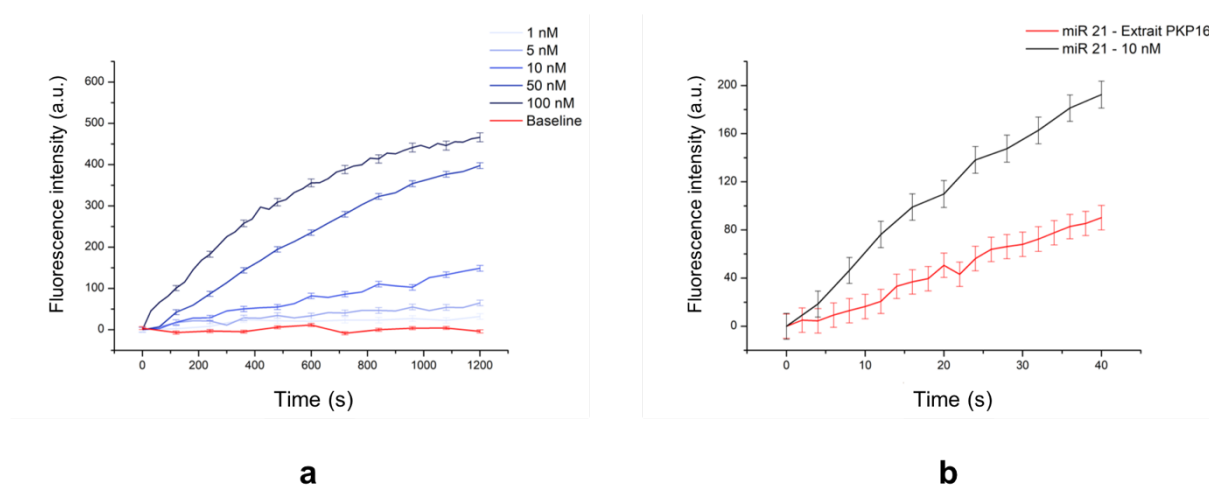 1 nM
5 nM
10 nM
50 nM
100 nM
Baseline
Fluorescence intensity (a.u.)
600
500
400
300
200
100
0
0 200 400 600 800 1000 1200
Time (s)
a
miR 21 - Extrait PKP16
miR 21 - 10 nM
Fluorescence intensity (a.u.)
200
160
120
80
40
0
0 10 20 30 40
Time (s)
b